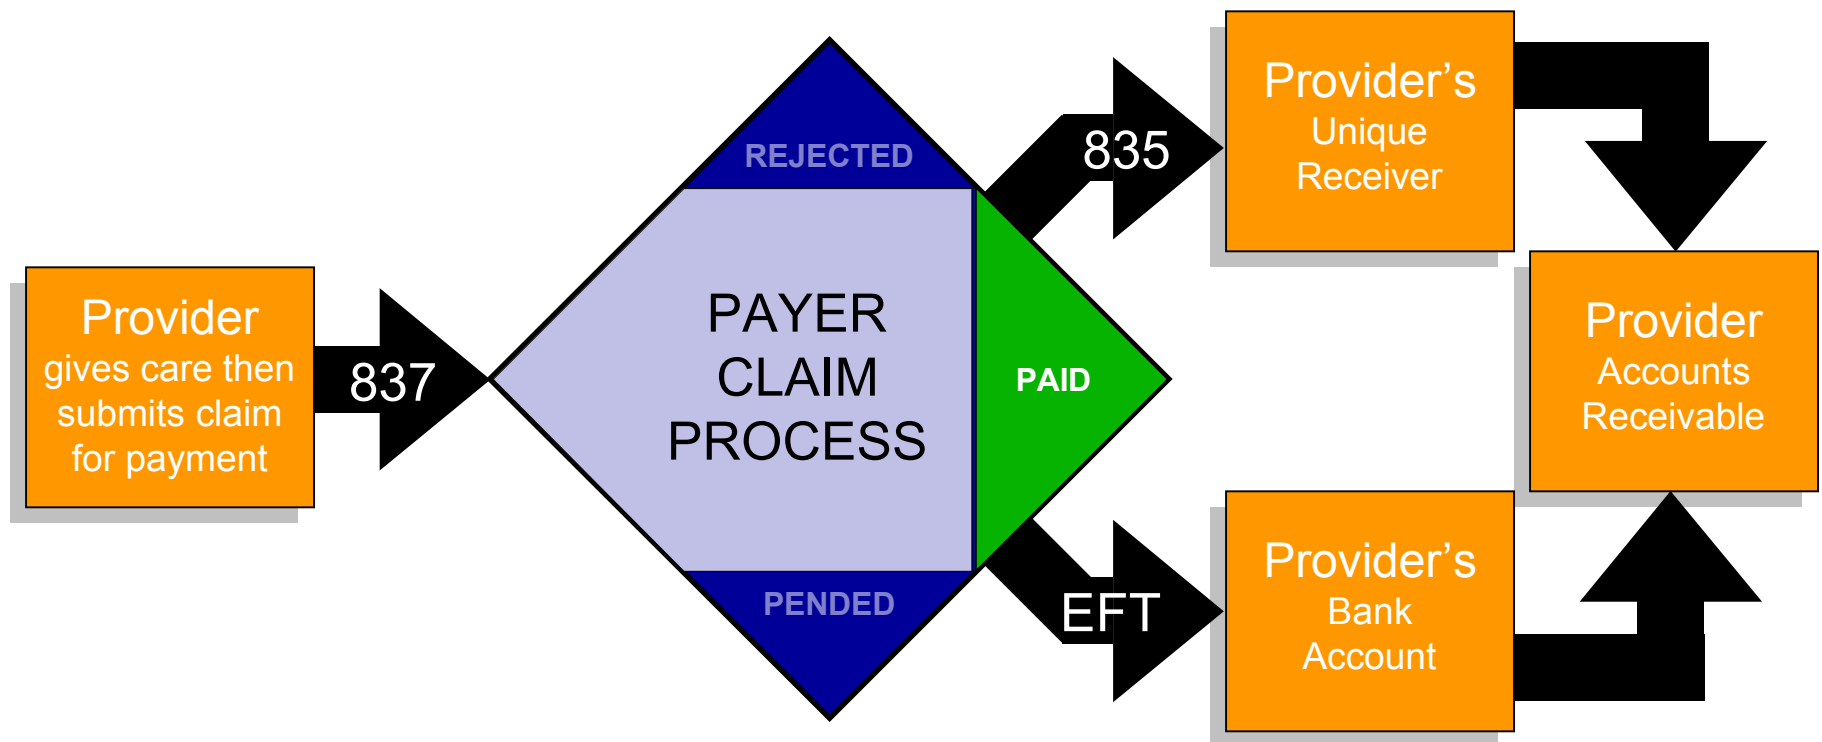 Provider
gives care then
submits claim
for payment
837
REJECTED
PAYER
CLAIM
PROCESS
PAID
PENDED
835
EFT
Provider’s
Unique
Receiver
Provider’s
Bank
Account
Provider
Accounts
Receivable